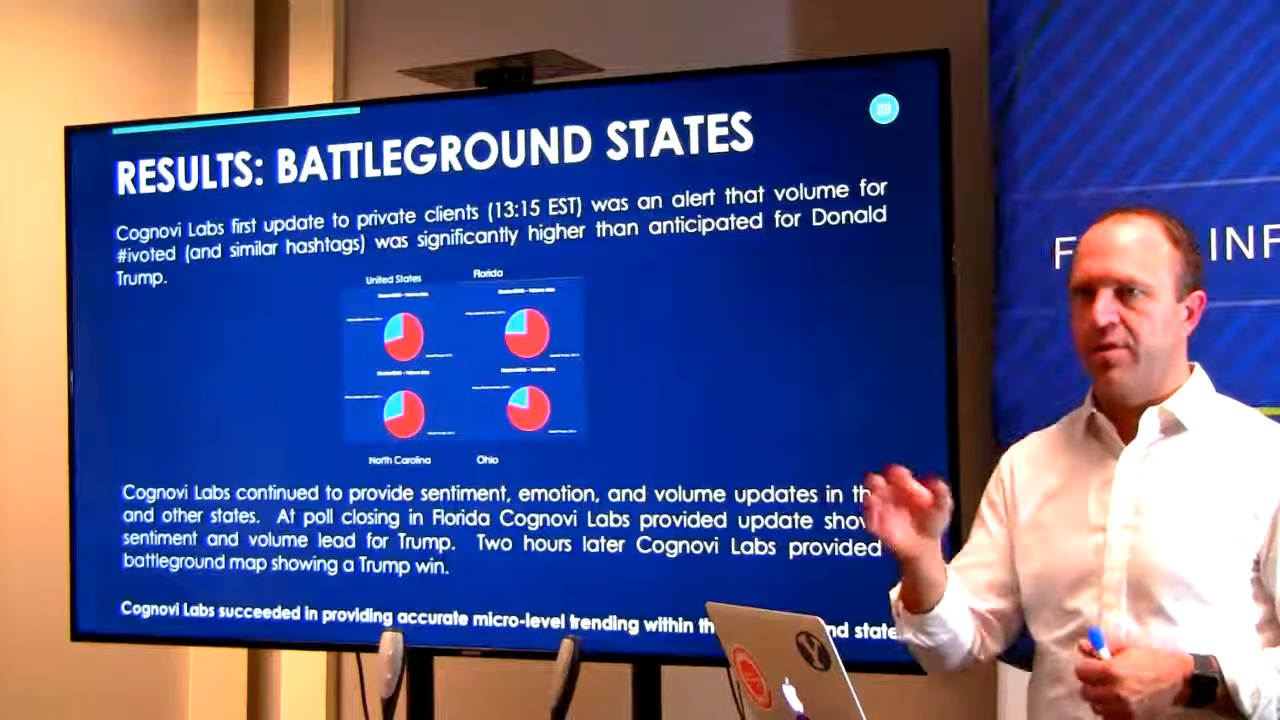 29
RESULTS: BATTLEGROUND STATES
Cognovi Labs first update to private clients (13:15 EST) was an alert that volume for
#ivoted (and similar hashtags) was significantly higher than anticipated for Donald
Trump.
United States
Florida
North Carolina
Ohio
Cognovi Labs continued to provide sentiment, emotion, and volume updates in
and other states. At poll closing in Florida Cognovi Labs provided update
sentiment and volume lead for Trump. Two hours later Cognovi Labs provided
battleground map showing a Trump win.
Cognovi Labs succeeded in providing accurate micro-level trending within
INF